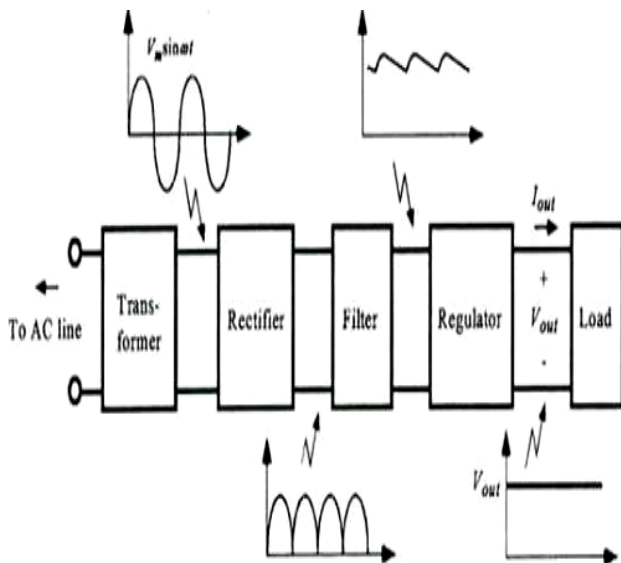 V_m sinωt
I_out
To AC line
Trans-
former
Rectifier
Filter
Regulator
+
V_out
-
Load
V_out